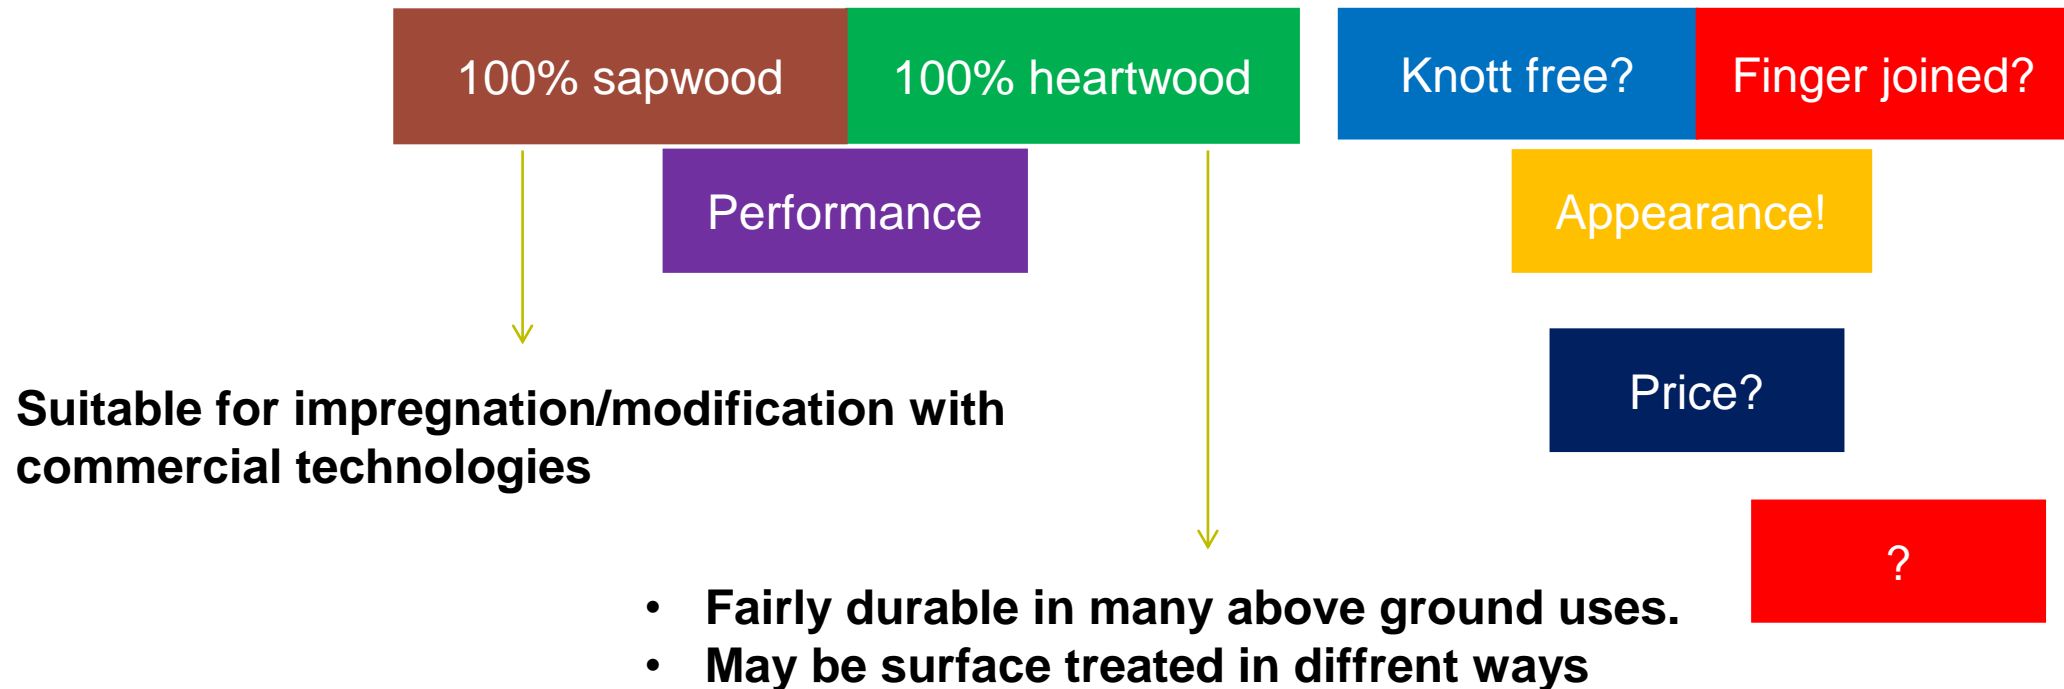 100% sapwood
100% heartwood
Knott free?
Finger joined?
Performance
Appearance!
Price?
Suitable for impregnation/modification with
commercial technologies
?
• Fairly durable in many above ground uses.
• May be surface treated in diffrent ways